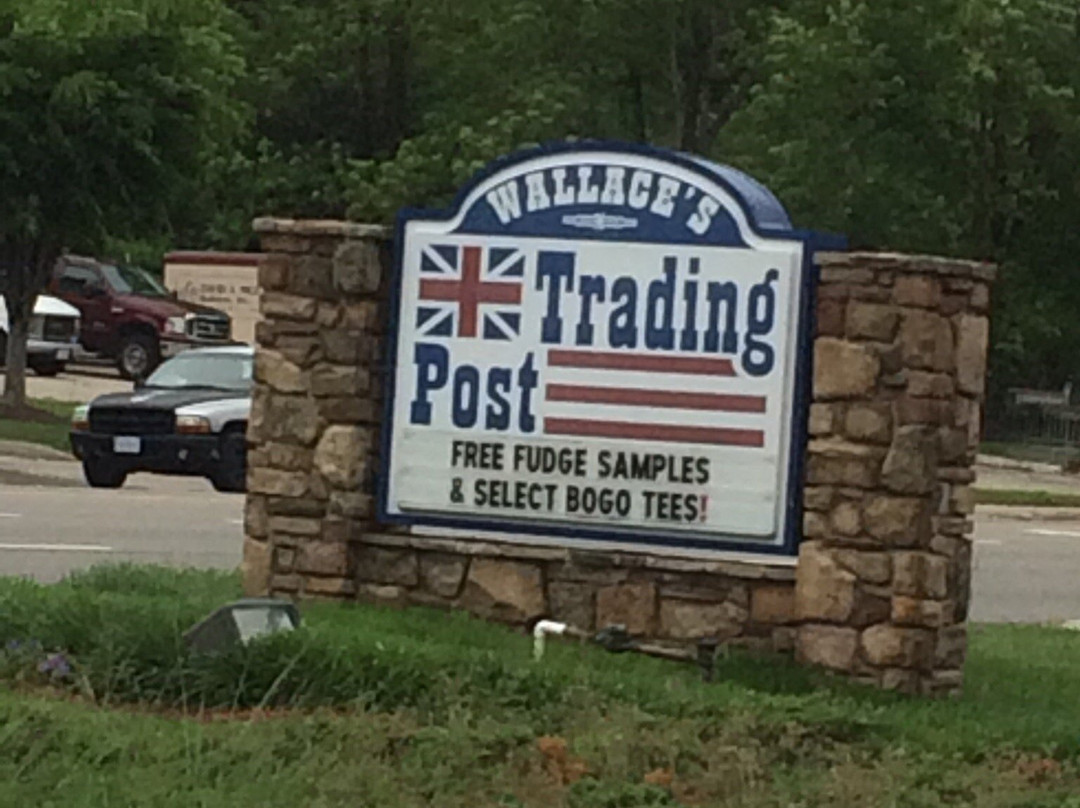 WALLACE'S
Trading
Post
FREE FUDGE SAMPLES
& SELECT BOGO TEES!